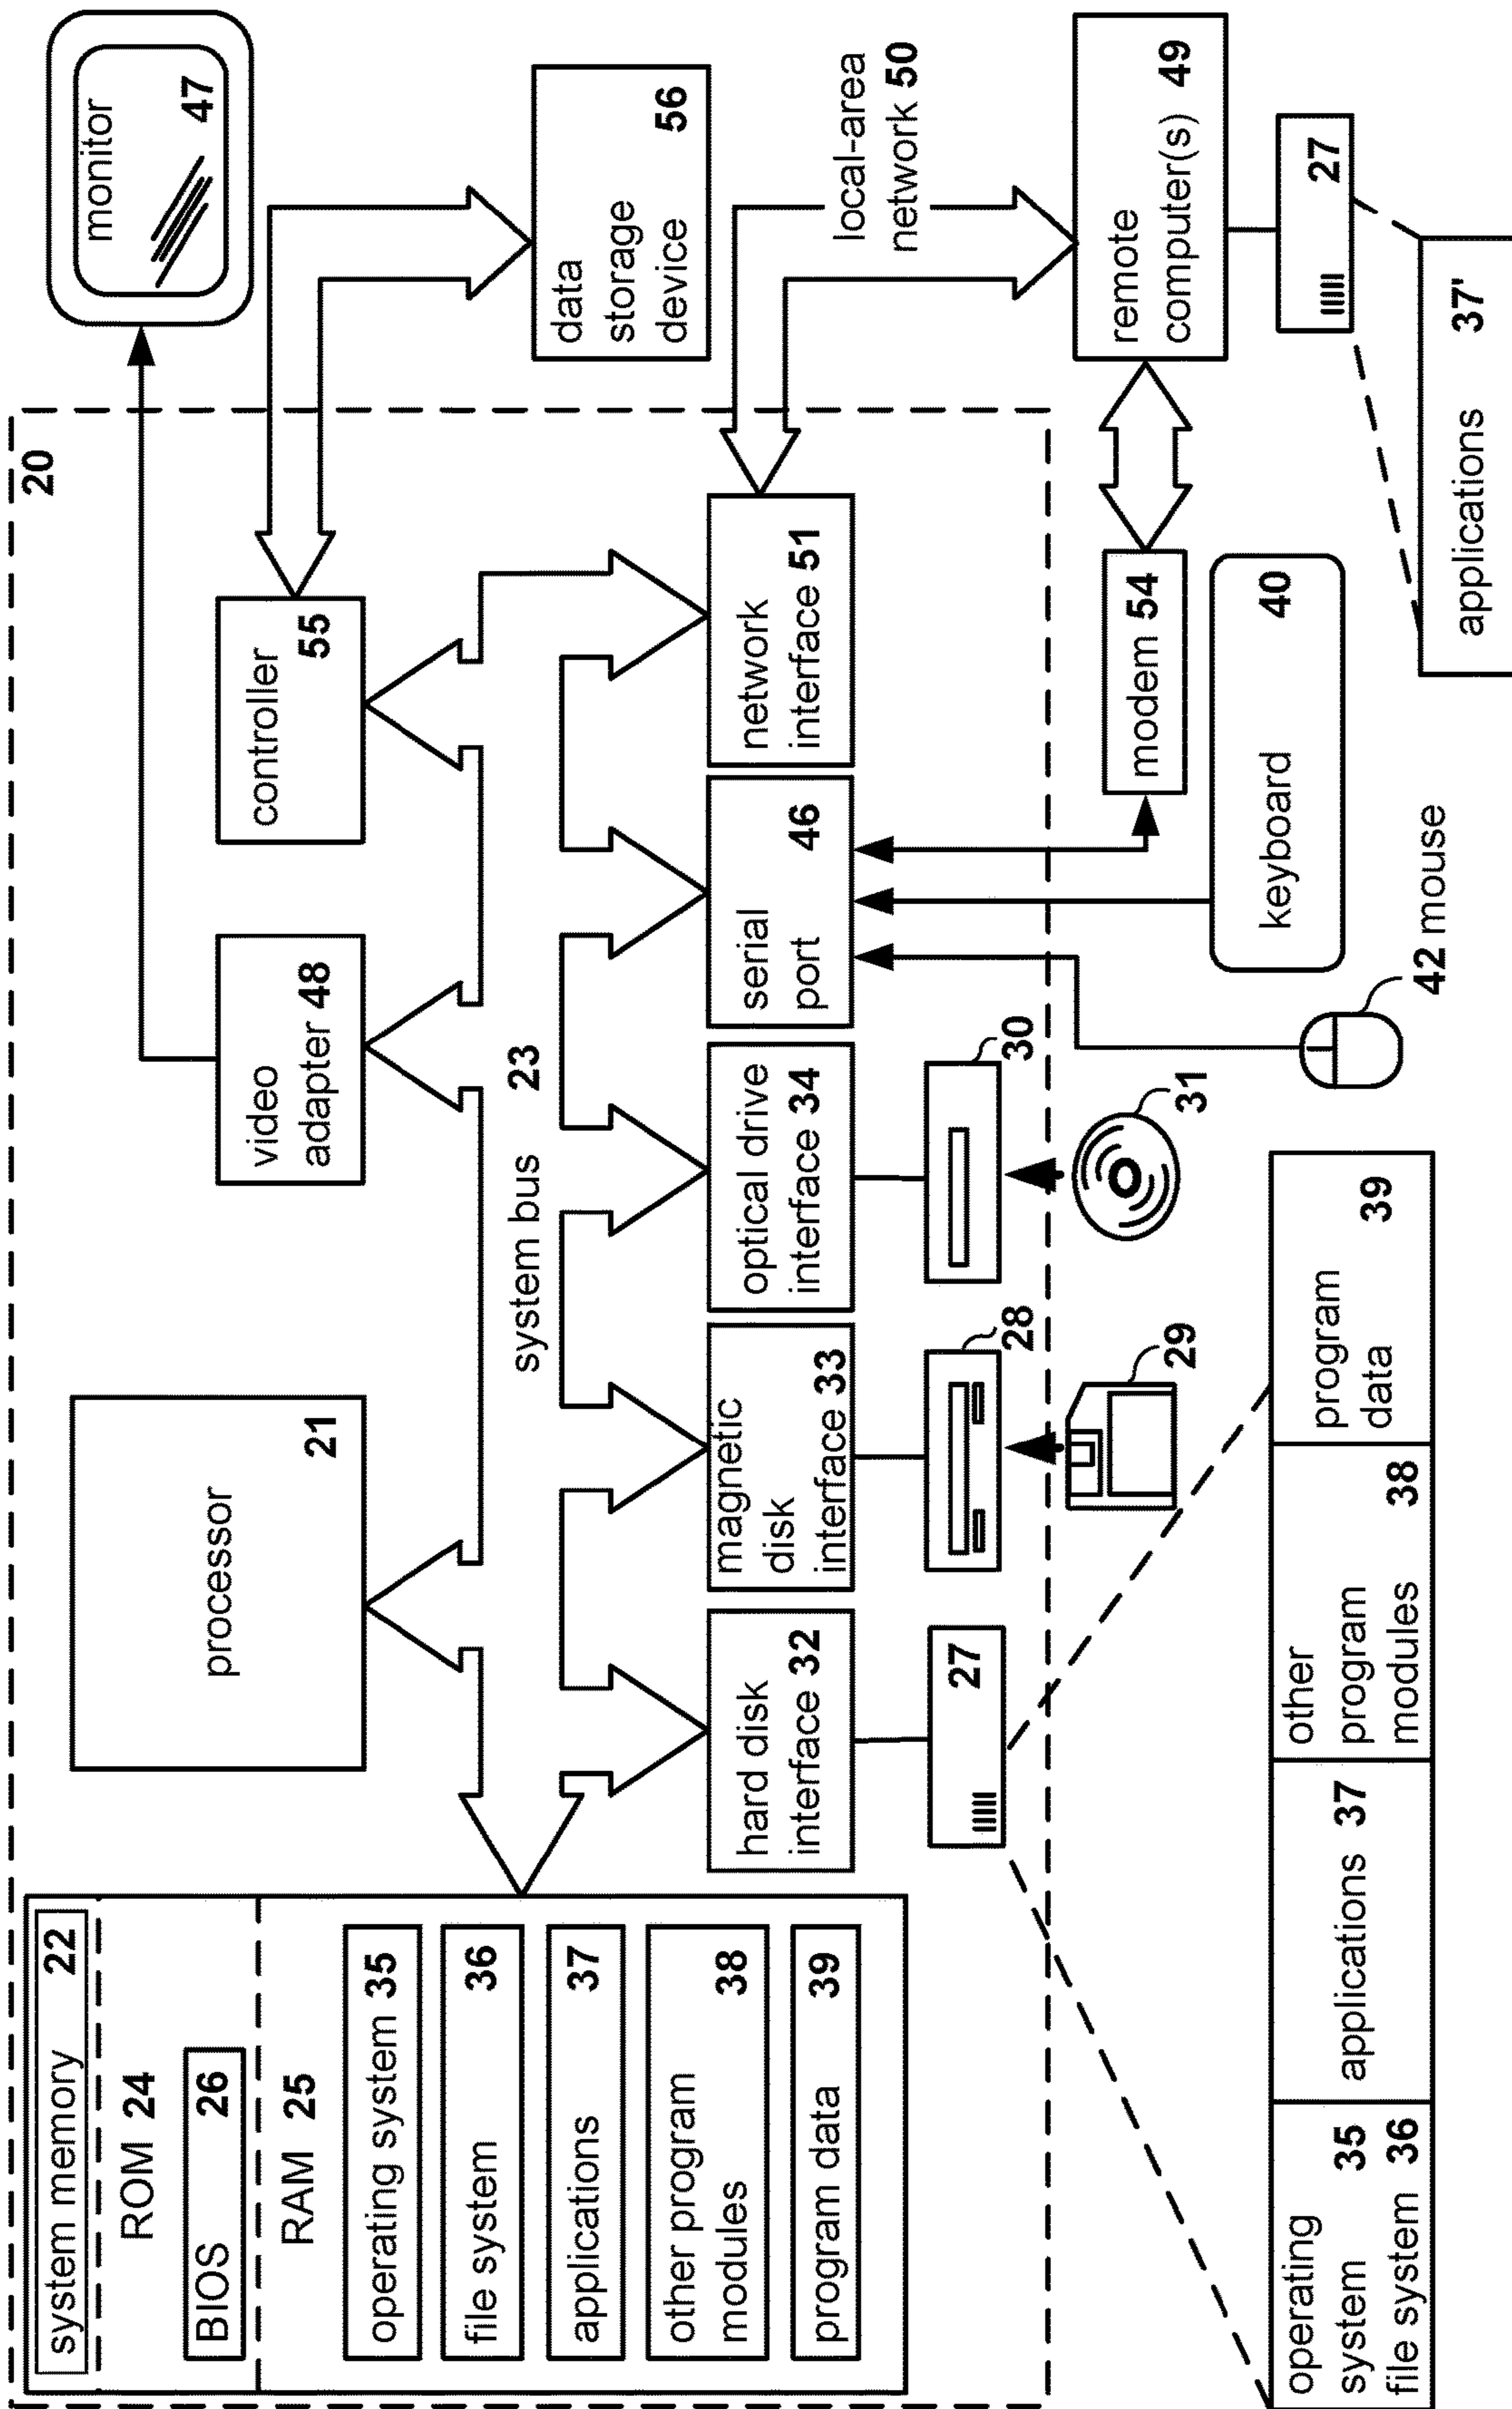 20
system memory 22
ROM 24
BIOS 26
RAM 25
operating system 35
file system 36
applications 37
other program
modules 38
program data 39
processor
21
video
adapter 48
controller
55
monitor
47
system bus 23
data
storage
device
56
hard disk
interface 32
magnetic
disk
interface 33
optical drive
interface 34
serial
port
46
network
interface 51
local-area
network 50
27
28
30
29
31
modem 54
remote
computer(s) 49
27
keyboard
40
42 mouse
operating
system 35
file system 36
applications 37
other
program
modules 38
program
data
39
applications 37'